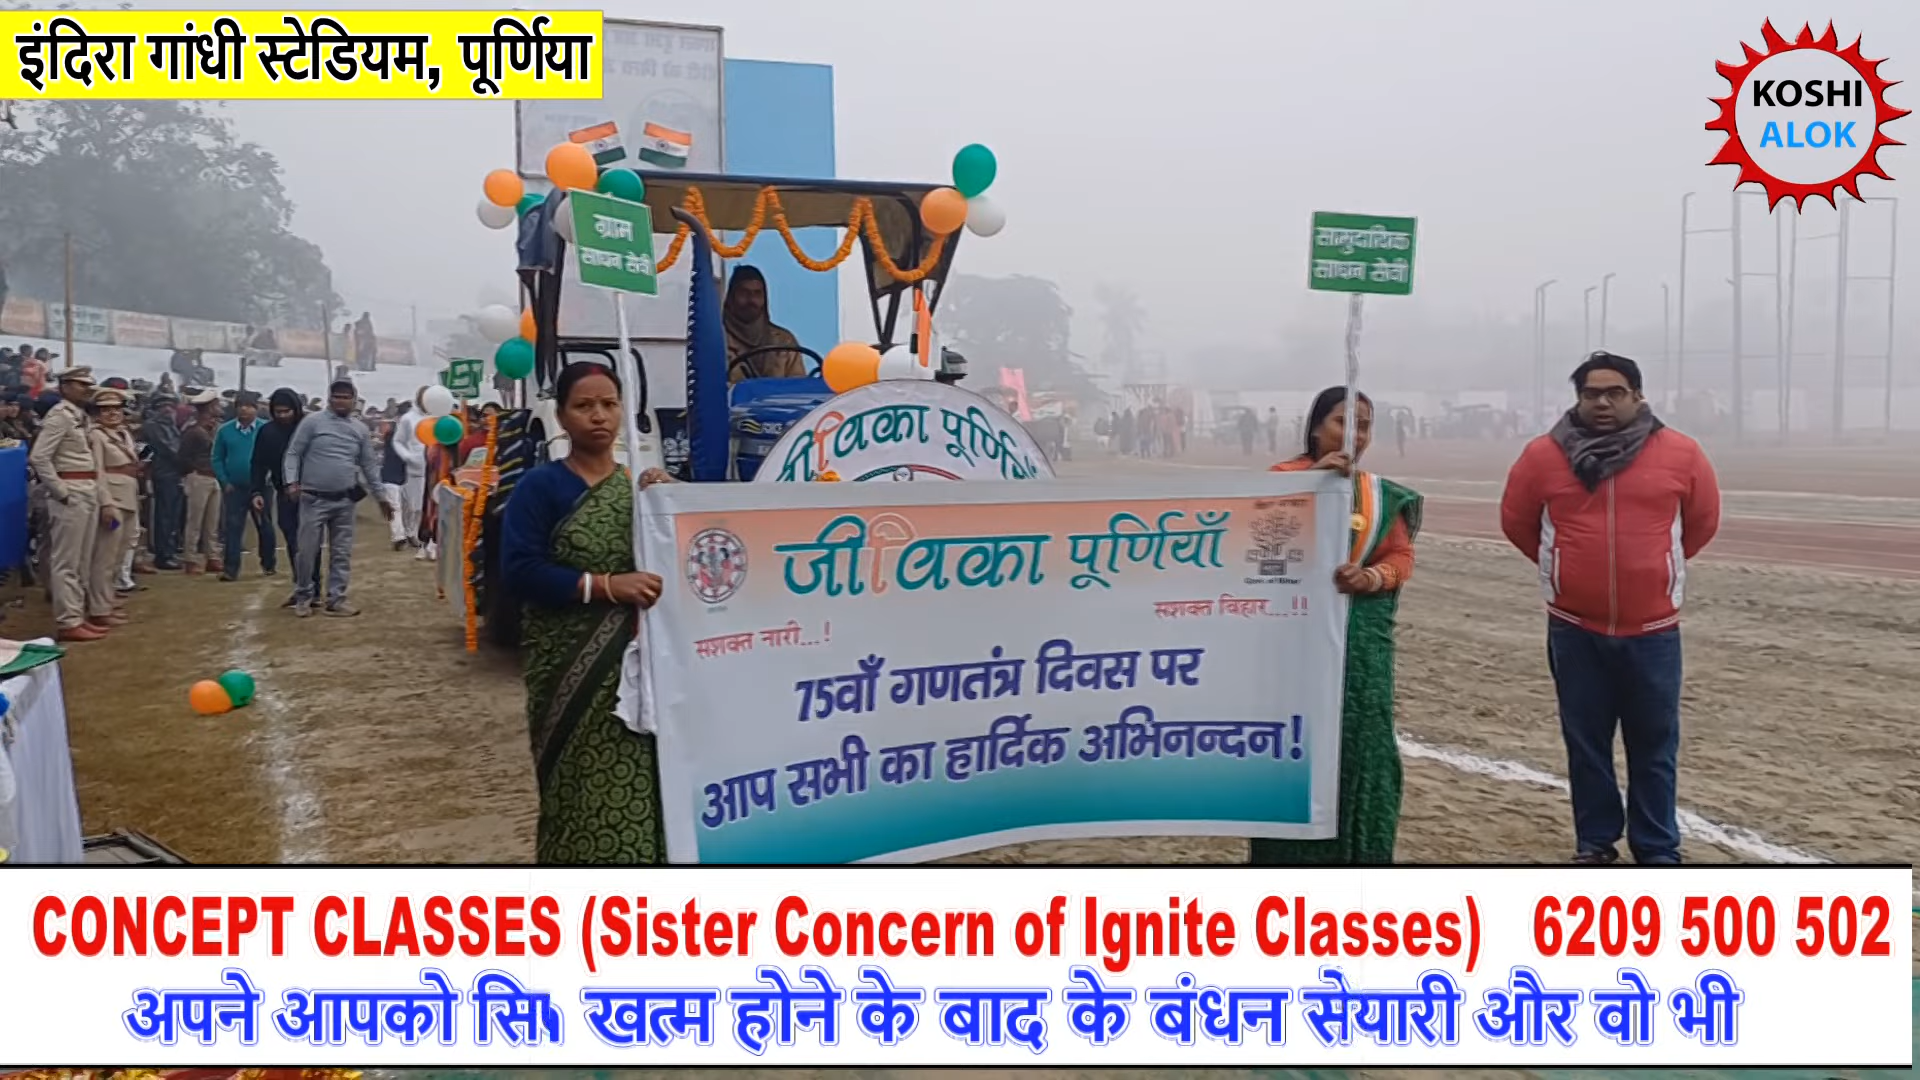 इंदिरा गांधी स्टेडियम, पूर्णिया
KOSHI
ALOK
ग्राम
साधन सेवी
सामुदायिक
साधन सेवी
जीविका पूर्णियाँ
जीविका पूर्णियाँ
सशक्त नारी...!
सशक्त बिहार...!!
75वाँ गणतंत्र दिवस पर
आप सभी का हार्दिक अभिनन्दन!
CONCEPT CLASSES (Sister Concern of Ignite Classes) 6209 500 502
अपने आपको खत्म होने के बाद के बंधन और वो भी